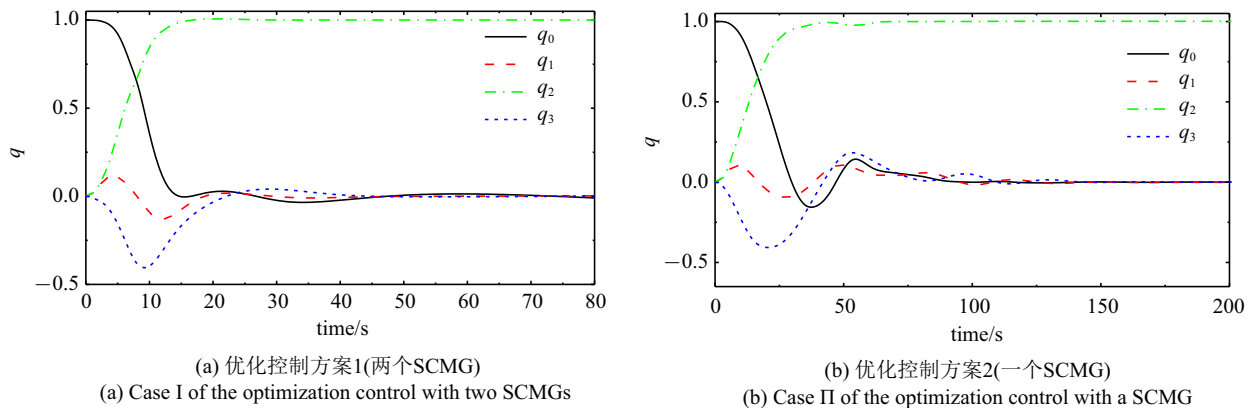 1.0
0.5
0.0
−0.5
q
q0
q1
q2
q3
0 10 20 30 40 50 60 70 80
time/s
(a) 优化控制方案1(两个SCMG)
(a) Case I of the optimization control with two SCMGs
1.0
0.5
0.0
−0.5
q
q0
q1
q2
q3
0 50 100 150 200
time/s
(b) 优化控制方案2(一个SCMG)
(b) Case Π of the optimization control with a SCMG